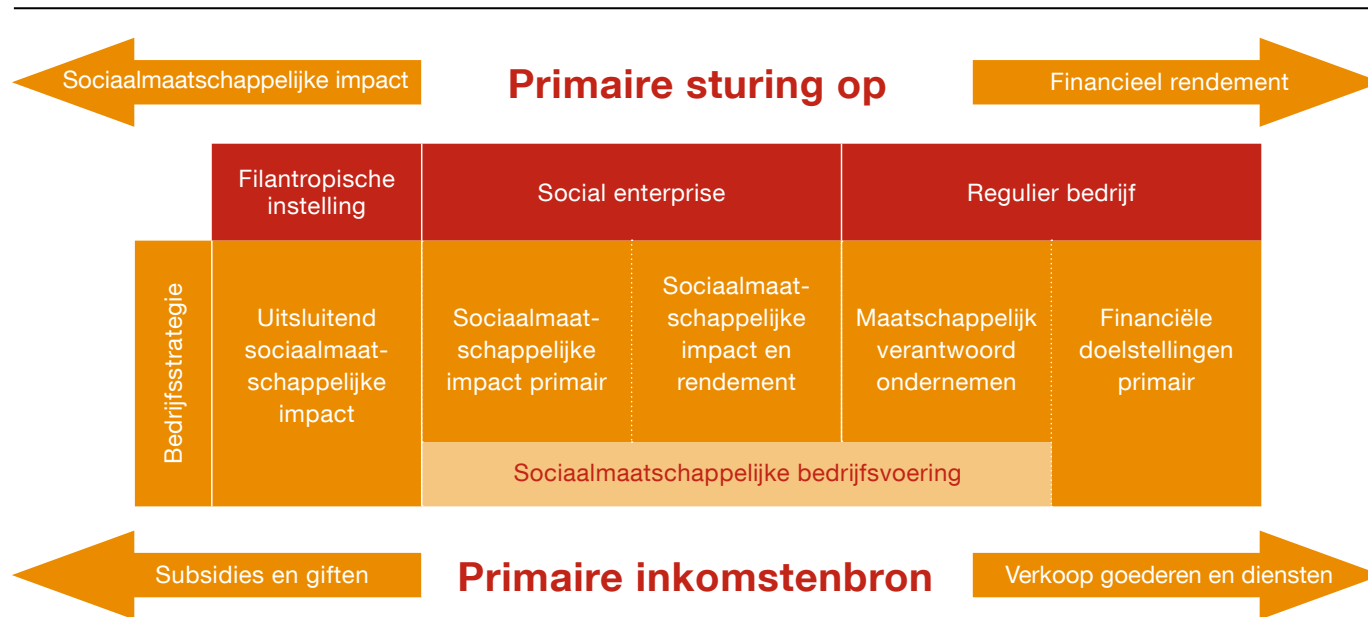 Sociaalmaatschappelijke impact
Primaire sturing op
Financieel rendement
Filantropische
instelling
Social enterprise
Regulier bedrijf
Bedrijfsstrategie
Uitsluitend
sociaalmaat-
schappelijke
impact
Sociaalmaat-
schappelijke
impact primair
Sociaalmaat-
schappelijke
impact en
rendement
Maatschappelijk
verantwoord
ondernemen
Financiële
doelstellingen
primair
Sociaalmaatschappelijke bedrijfsvoering
Subsidies en giften
Primaire inkomstenbron
Verkoop goederen en diensten